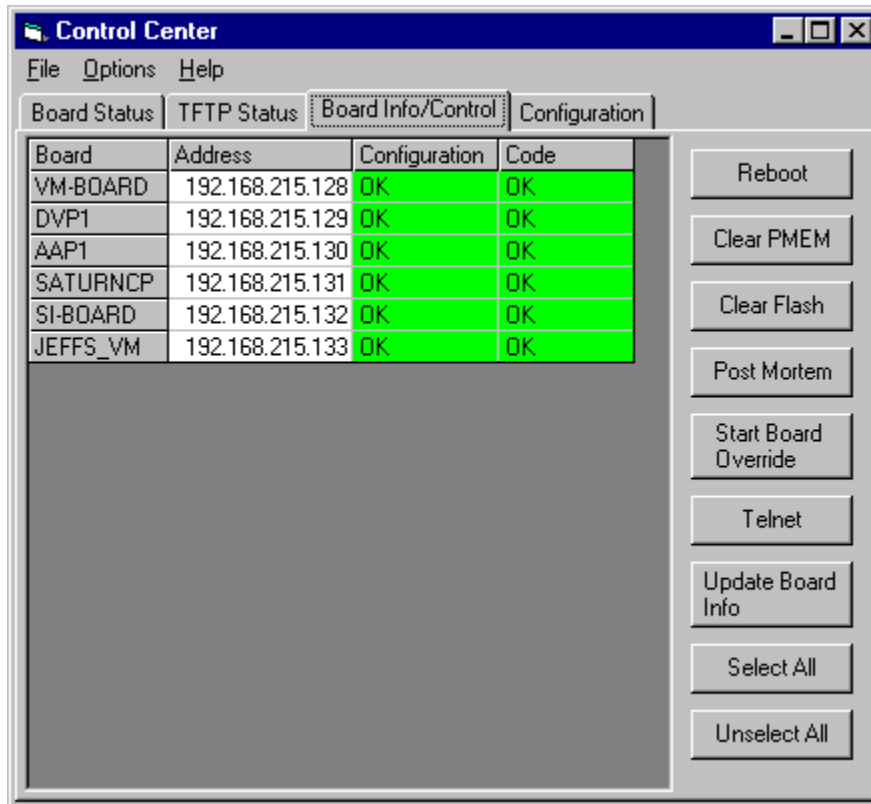 Control Center
File Options Help
Board Status TFTP Status Board Info/Control Configuration
Board Address Configuration Code
VM-BOARD 192.168.215.128 OK OK
DVP1 192.168.215.129 OK OK
AAP1 192.168.215.130 OK OK
SATURNCP 192.168.215.131 OK OK
SI-BOARD 192.168.215.132 OK OK
JEFFS_VM 192.168.215.133 OK OK
Reboot
Clear PMEM
Clear Flash
Post Mortem
Start Board
Override
Telnet
Update Board
Info
Select All
Unselect All